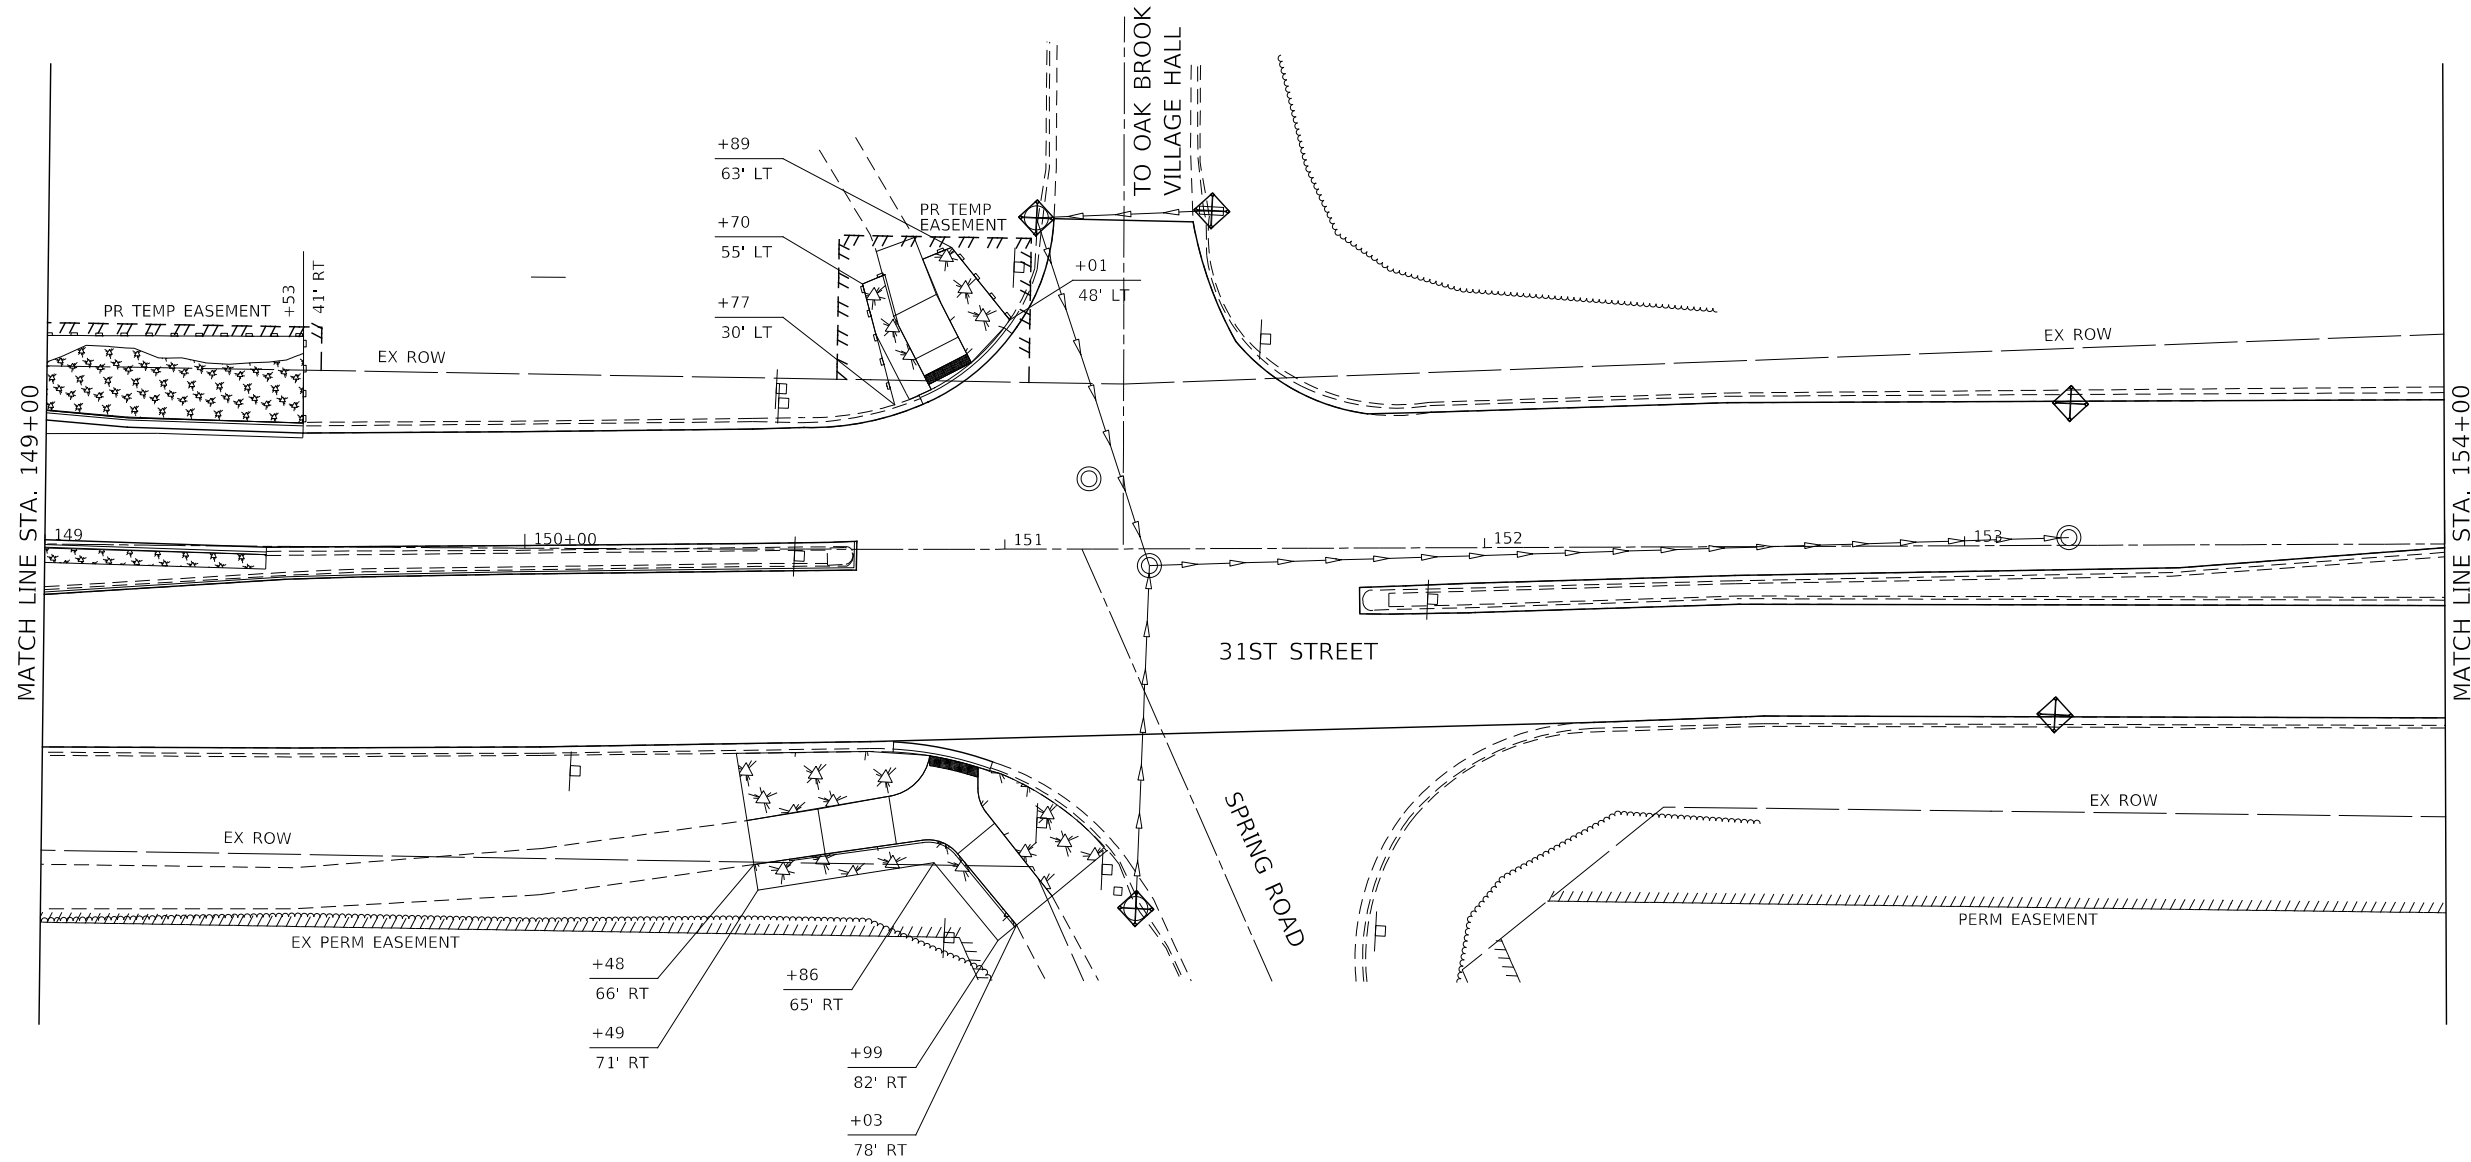 TO OAK BROOK
VILLAGE HALL
+89
63' LT
+70
55' LT
PR TEMP
EASEMENT
+01
48' LT
+77
30' LT
+53
41' RT
PR TEMP EASEMENT
EX ROW
EX ROW
MATCH LINE STA. 149+00
MATCH LINE STA. 154+00
149
150+00
151
152
153
31ST STREET
SPRING ROAD
EX ROW
EX ROW
EX PERM EASEMENT
PERM EASEMENT
+48
66' RT
+86
65' RT
+49
71' RT
+99
82' RT
+03
78' RT